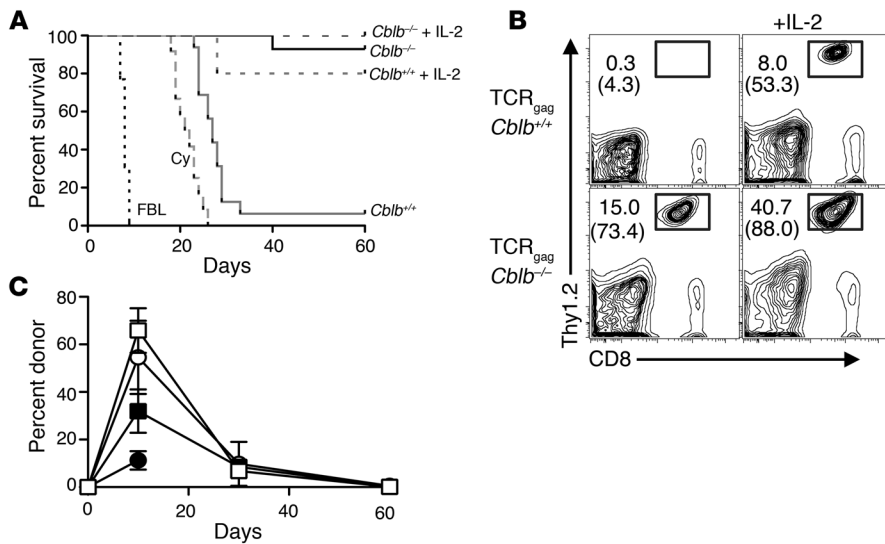 A
Percent survival
100
80
60
40
20
0
0
20
40
60
Days
FBL
Cy
Cblb–/– + IL-2
Cblb–/–
Cblb+/+ + IL-2
Cblb+/+
B
+IL-2
TCRgag
Cblb+/+
0.3
(4.3)
8.0
(53.3)
TCRgag
Cblb–/–
15.0
(73.4)
40.7
(88.0)
Thy1.2
CD8
C
Percent donor
80
60
40
20
0
0
20
40
60
Days